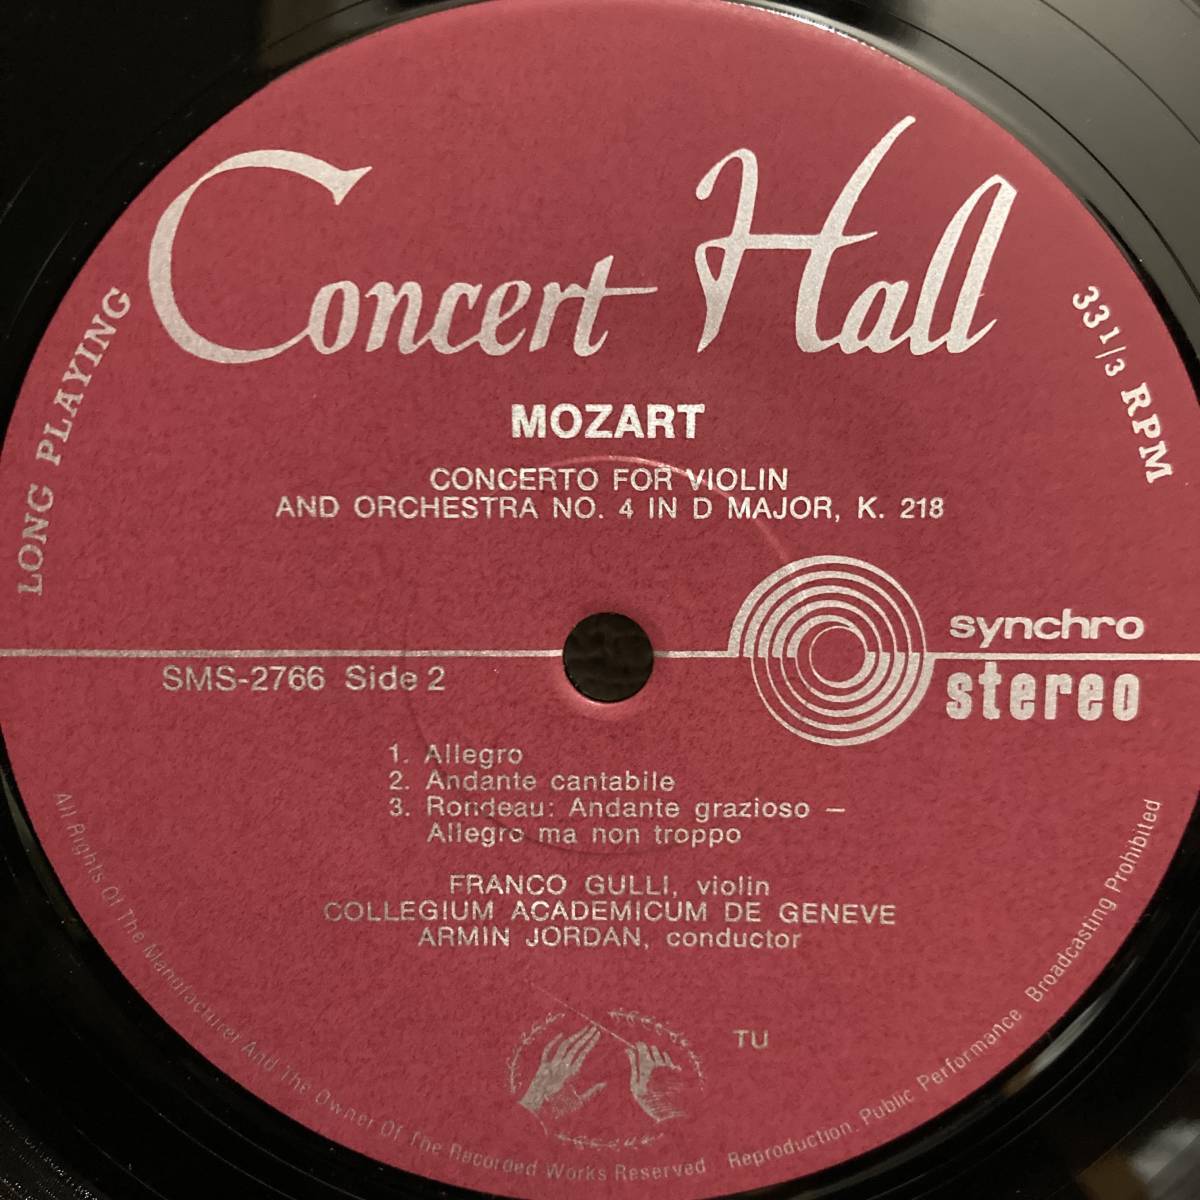 Concert Hall
LONG PLAYING
33 1/3 RPM
MOZART
CONCERTO FOR VIOLIN
AND ORCHESTRA NO. 4 IN D MAJOR, K. 218
synchro
stereo
SMS-2766 Side 2
1. Allegro
2. Andante cantabile
3. Rondeau: Andante grazioso –
Allegro ma non troppo
FRANCO GULLI, violin
COLLEGIUM ACADEMICUM DE GENEVE
ARMIN JORDAN, conductor
TU
All Rights Of The Manufacturer And The Owner Of The Recorded Works Reserved Reproduction. Public Performance Broadcasting Prohibited